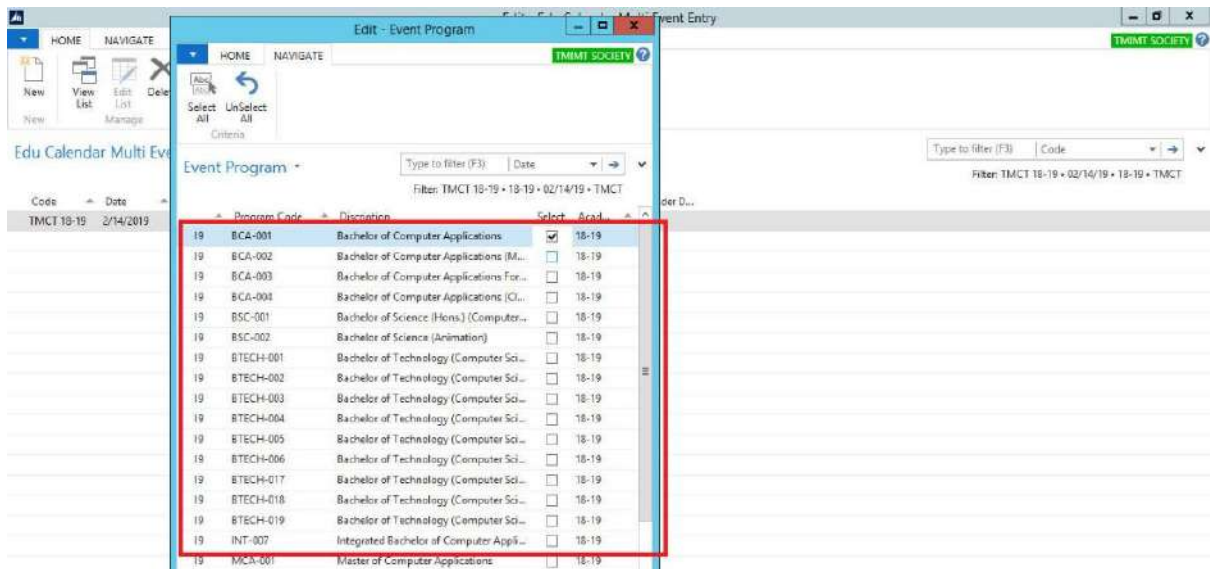 Edit - Event Program
Event Entry
HOME NAVIGATE
TMIMT SOCIETY
New
View List
Edit List
New
Manage
HOME NAVIGATE
TMIMT SOCIETY
Select All
UnSelect All
Criteria
Edu Calendar Multi Eve
Type to filter (F3) Code
Filter: TMCT 18-19 • 02/14/19 • 18-19 • TMCT
Event Program
Type to filter (F3) Date
Filter: TMCT 18-19 • 18-19 • 02/14/19 • TMCT
Code Date
TMCT 18-19 2/14/2019
Program Code Discription Select Acad...
19 BCA-001 Bachelor of Computer Applications 18-19
19 BCA-002 Bachelor of Computer Applications (M... 18-19
19 BCA-003 Bachelor of Computer Applications For... 18-19
19 BCA-004 Bachelor of Computer Applications (Cl... 18-19
19 BSC-001 Bachelor of Science (Hons.) (Computer... 18-19
19 BSC-002 Bachelor of Science (Animation) 18-19
19 BTECH-001 Bachelor of Technology (Computer Sci... 18-19
19 BTECH-002 Bachelor of Technology (Computer Sci... 18-19
19 BTECH-003 Bachelor of Technology (Computer Sci... 18-19
19 BTECH-004 Bachelor of Technology (Computer Sci... 18-19
19 BTECH-005 Bachelor of Technology (Computer Sci... 18-19
19 BTECH-006 Bachelor of Technology (Computer Sci... 18-19
19 BTECH-017 Bachelor of Technology (Computer Sci... 18-19
19 BTECH-018 Bachelor of Technology (Computer Sci... 18-19
19 BTECH-019 Bachelor of Technology (Computer Sci... 18-19
19 INT-007 Integrated Bachelor of Computer Appli... 18-19
19 MCA-001 Master of Computer Applications 18-19